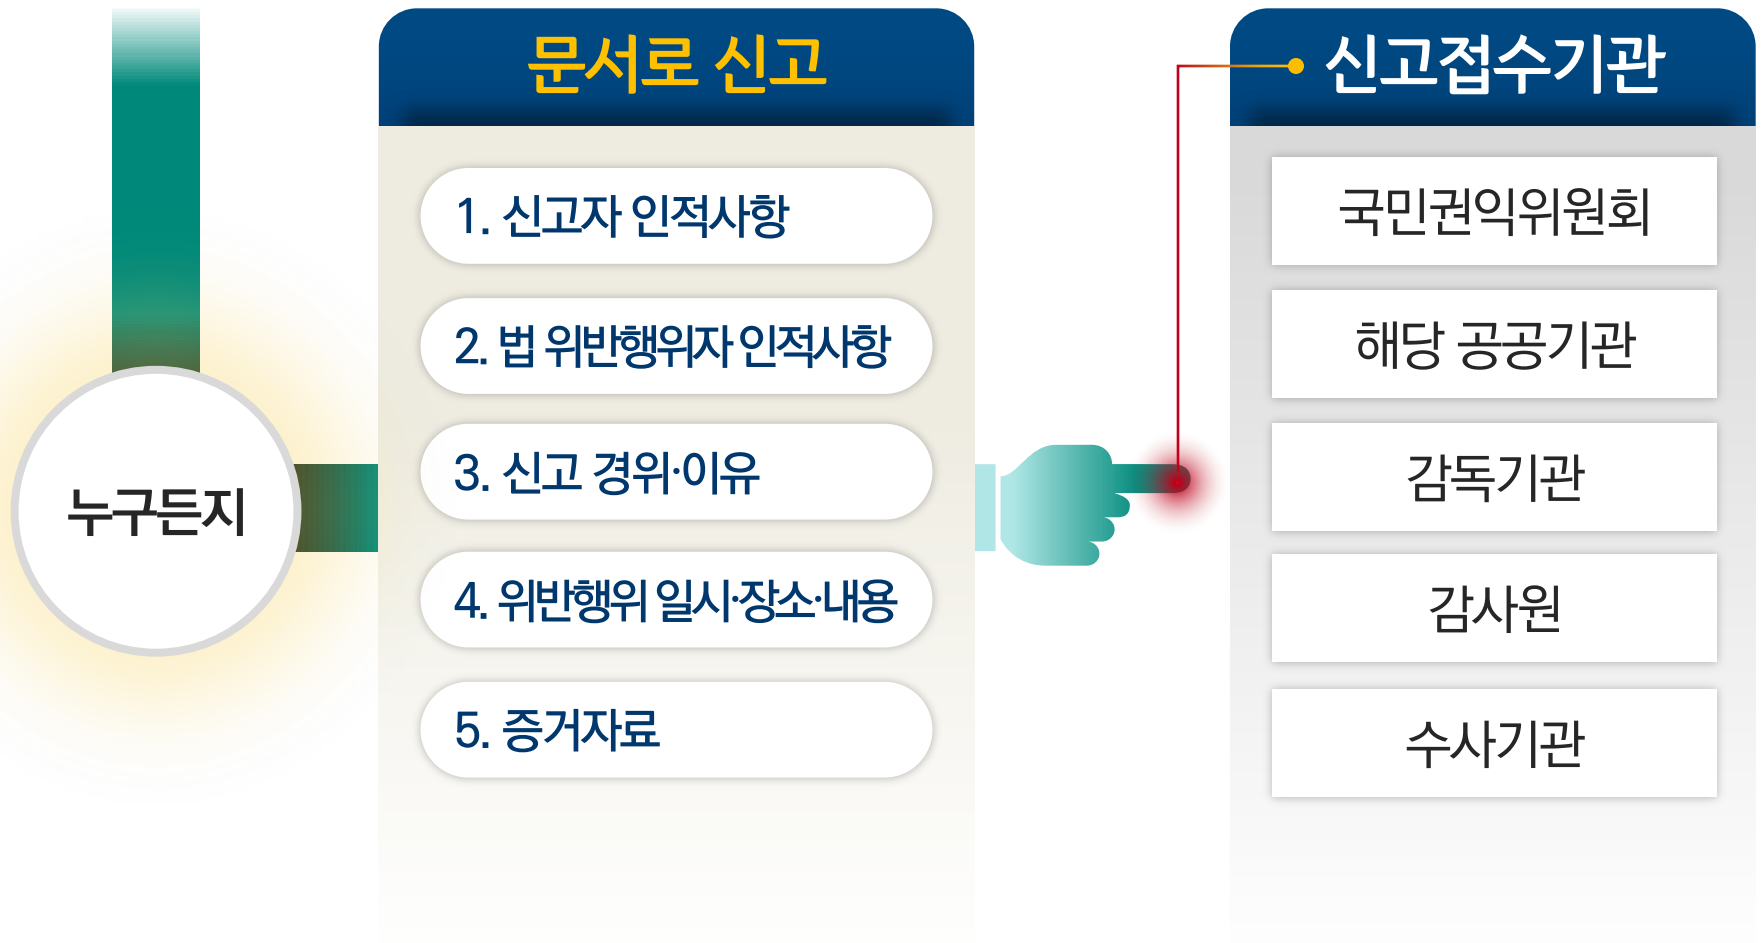 누구든지
문서로 신고
1. 신고자 인적사항
2. 법 위반행위자 인적사항
3. 신고 경위·이유
4. 위반행위 일시·장소·내용
5. 증거자료
신고접수기관
국민권익위원회
해당 공공기관
감독기관
감사원
수사기관